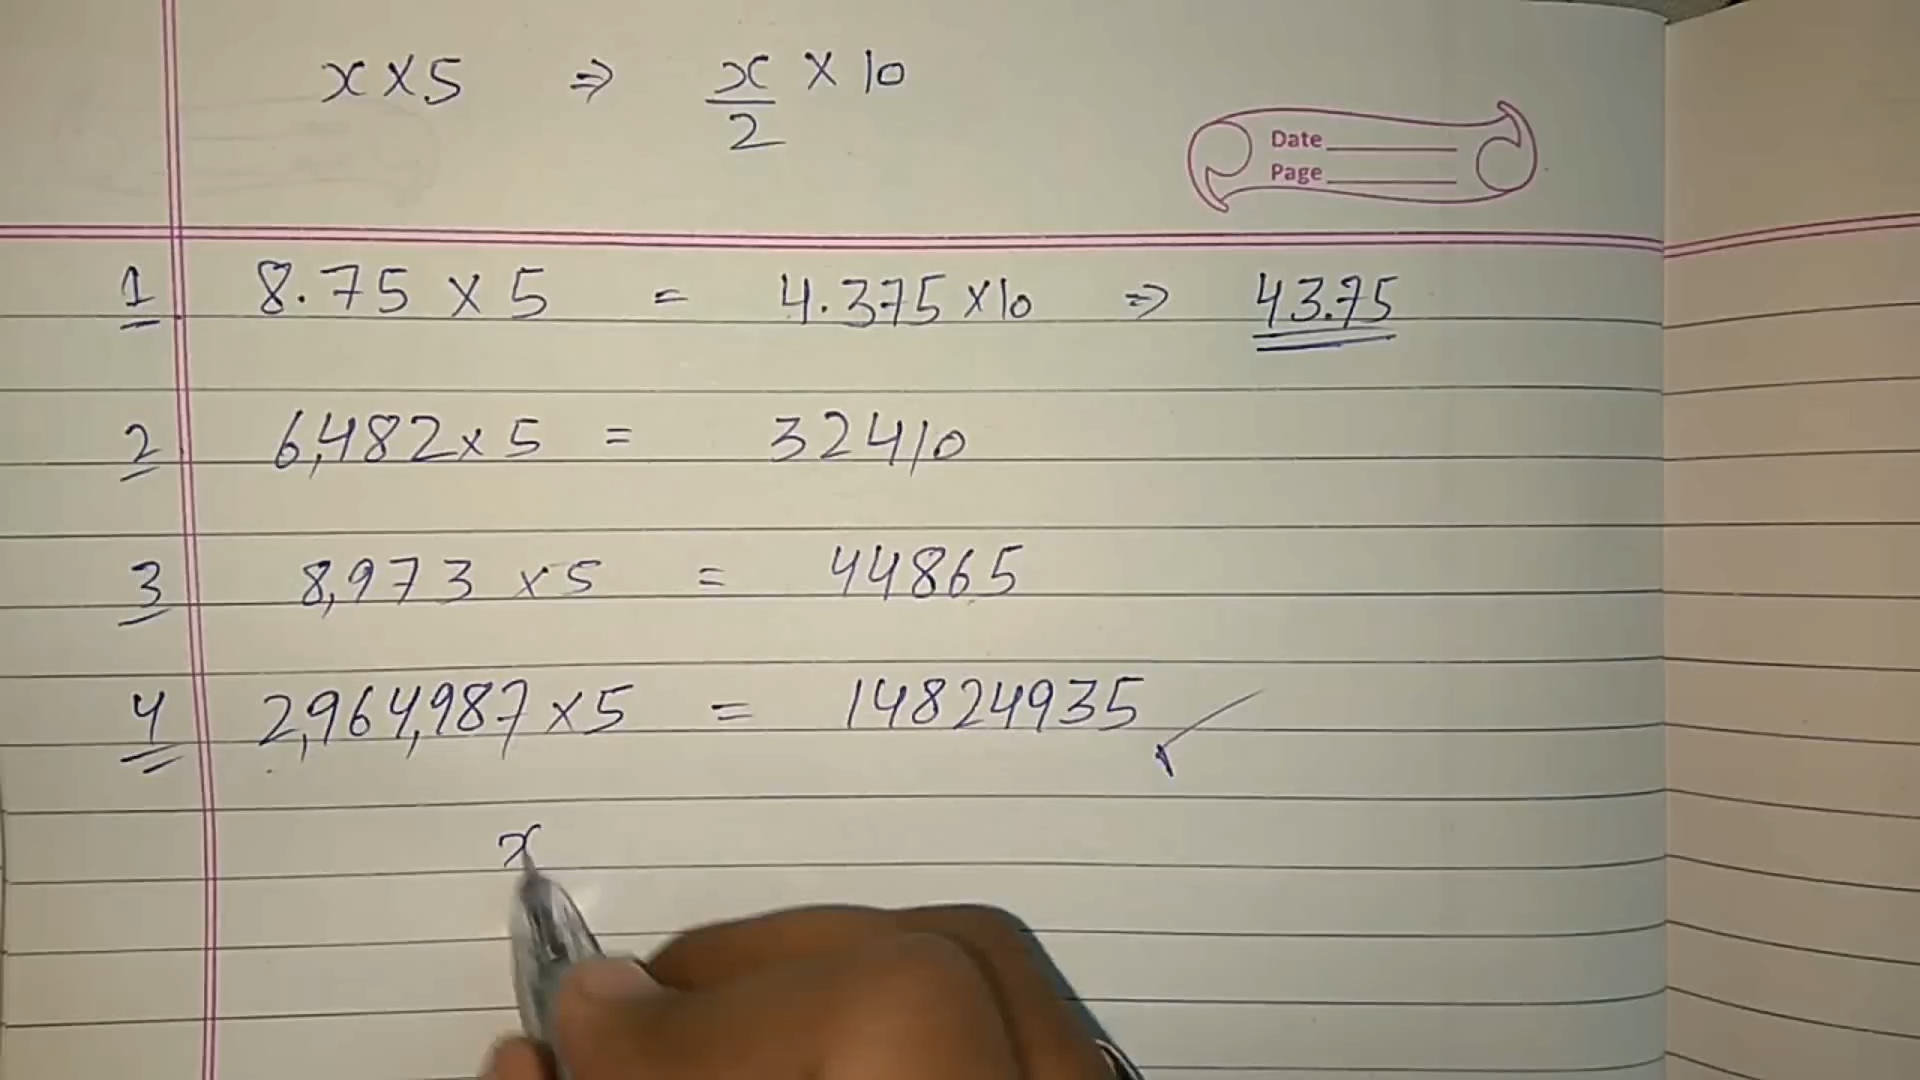 x × 5 ⇒ x/2 × 10
Date
Page
1 8.75 × 5 = 4.375 × 10 ⇒ 43.75
2 6,482 × 5 = 32410
3 8,973 × 5 = 44865
4 2,964,987 × 5 = 14824935 ✓
x